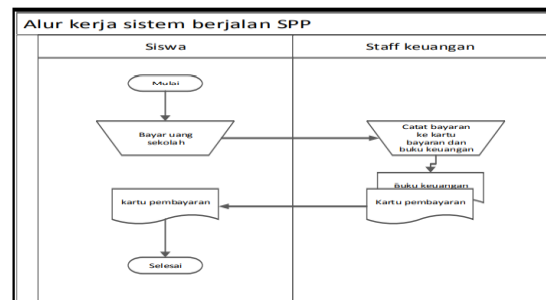 Alur kerja sistem berjalan SPP
Siswa
Staff keuangan
Mulai
Bayar uang
sekolah
Catat bayaran
ke kartu
bayaran dan
buku keuangan
Buku keuangan
Kartu pembayaran
kartu pembayaran
Selesai